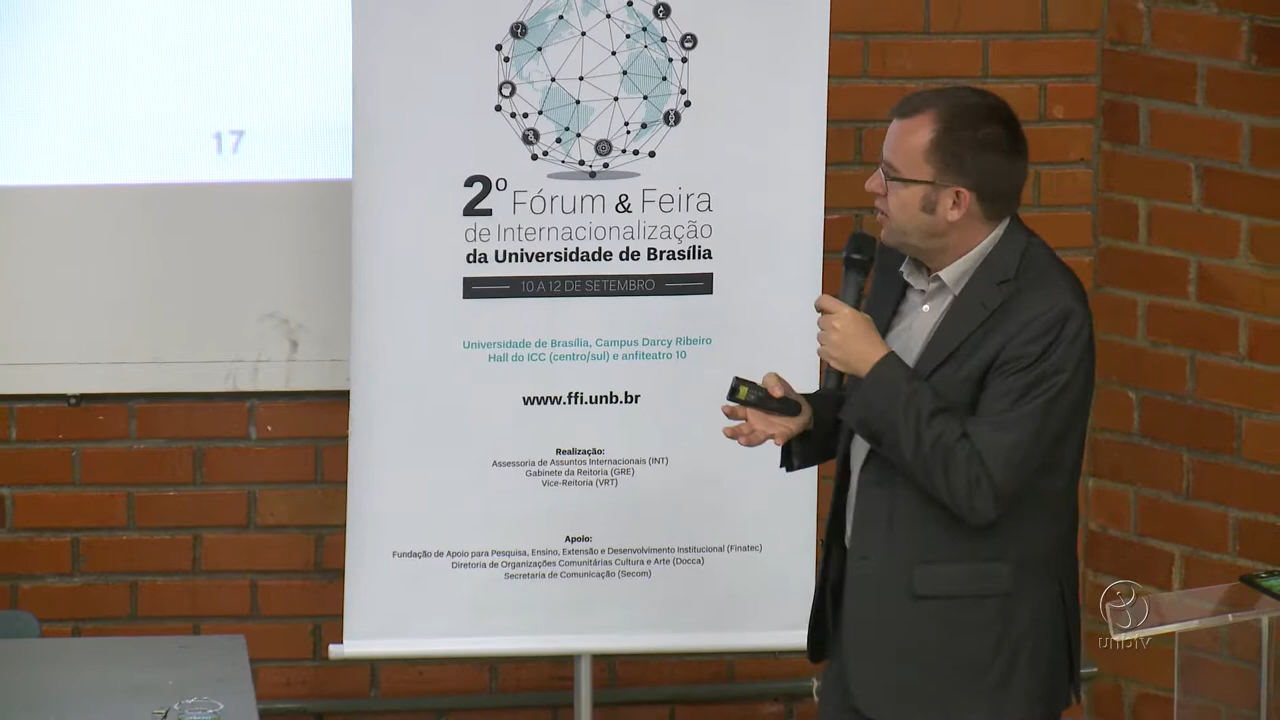 17
2º Fórum & Feira
de Internacionalização
da Universidade de Brasília
10 A 12 DE SETEMBRO
Universidade de Brasília, Campus Darcy Ribeiro
Hall do ICC (centro/sul) e anfiteatro 10
www.ffi.unb.br
Realização:
Assessoria de Assuntos Internacionais (INT)
Gabinete da Reitoria (GRE)
Vice-Reitoria (VRT)
Apoio:
Fundação de Apoio para Pesquisa, Ensino, Extensão e Desenvolvimento Institucional (Finatec)
Diretoria de Organizações Comunitárias Cultura e Arte (Docca)
Secretaria de Comunicação (Secom)
unbtv